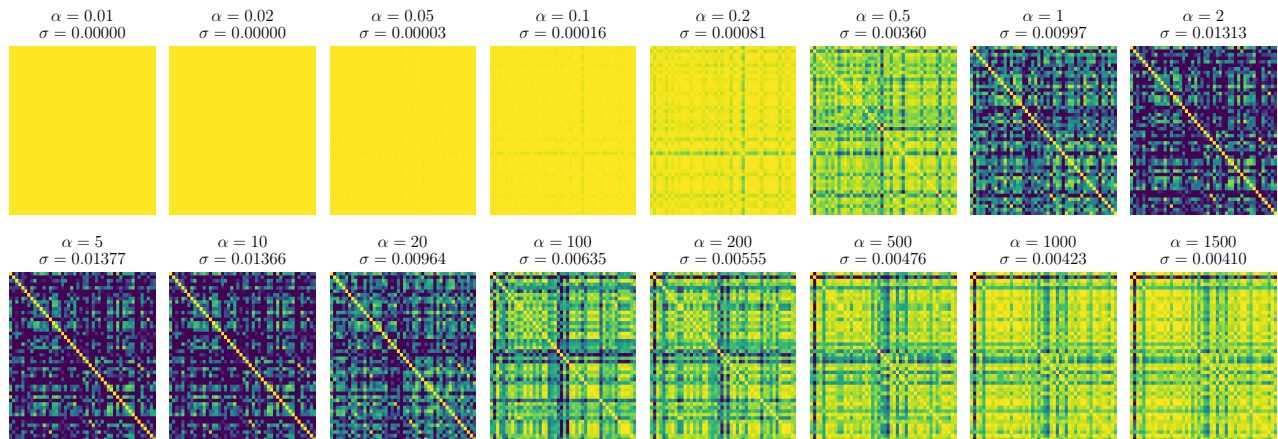 α = 0.01
σ = 0.00000
α = 0.02
σ = 0.00000
α = 0.05
σ = 0.00003
α = 0.1
σ = 0.00016
α = 0.2
σ = 0.00081
α = 0.5
σ = 0.00360
α = 1
σ = 0.00997
α = 2
σ = 0.01313
α = 5
σ = 0.01377
α = 10
σ = 0.01366
α = 20
σ = 0.00964
α = 100
σ = 0.00635
α = 200
σ = 0.00555
α = 500
σ = 0.00476
α = 1000
σ = 0.00423
α = 1500
σ = 0.00410